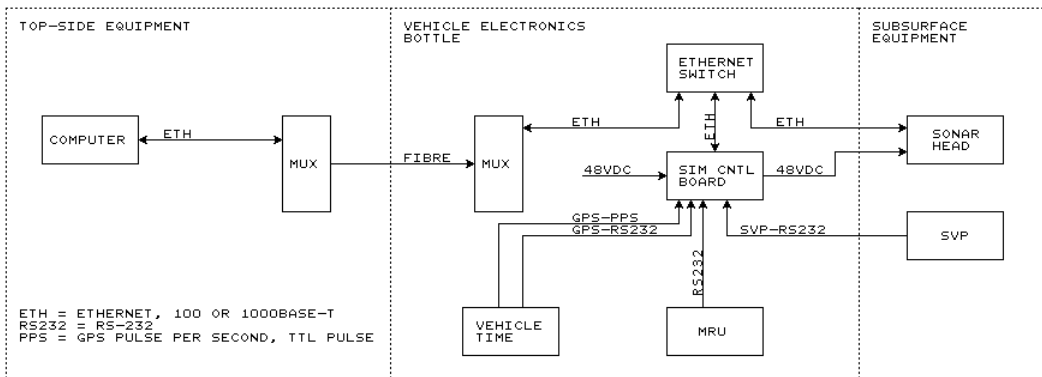 TOP-SIDE EQUIPMENT
VEHICLE ELECTRONICS
BOTTLE
SUBSURFACE
EQUIPMENT
ETHERNET
SWITCH
COMPUTER
ETH
MUX
FIBRE
MUX
ETH
ETH
ETH
SONAR
HEAD
48VDC
SIM CNTL
BOARD
48VDC
GPS-PPS
GPS-RS232
SVP-RS232
SVP
RS232
VEHICLE
TIME
MRU
ETH = ETHERNET, 100 OR 1000BASE-T
RS232 = RS-232
PPS = GPS PULSE PER SECOND, TTL PULSE